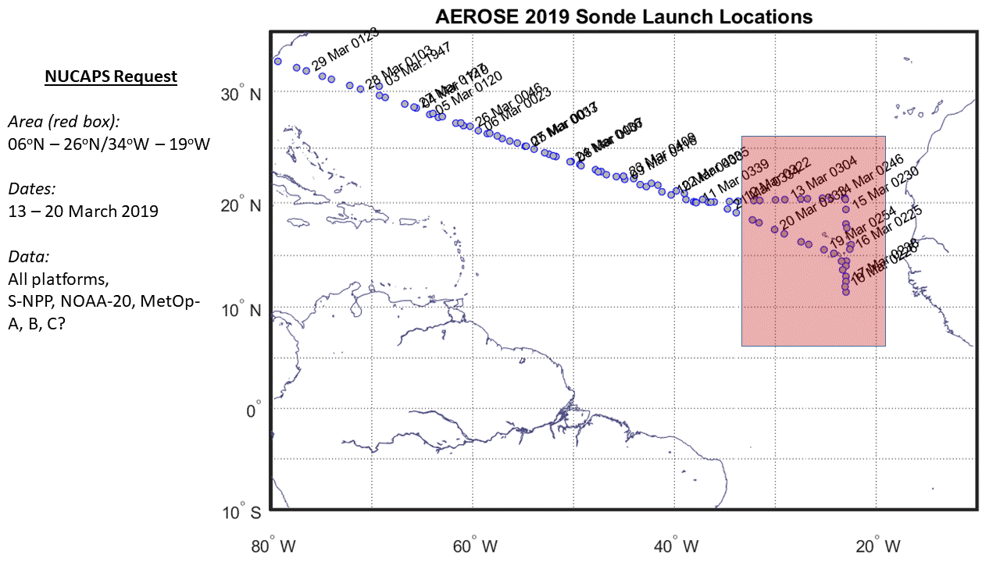 AEROSE 2019 Sonde Launch Locations
NUCAPS Request
Area (red box):
06ºN – 26ºN/34ºW – 19ºW
Dates:
13 – 20 March 2019
Data:
All platforms,
S-NPP, NOAA-20, MetOp-
A, B, C?
29 Mar 0123
28 Mar 0103
03 Mar 1947
05 Mar 0120
26 Mar 0046
06 Mar 0023
11 Mar 0339
13 Mar 0304
Mar 0246
15 Mar 0230
20 Mar
19 Mar 0254
16 Mar 0225
30° N
20° N
10° N
0°
10° S
80° W
60° W
40° W
20° W